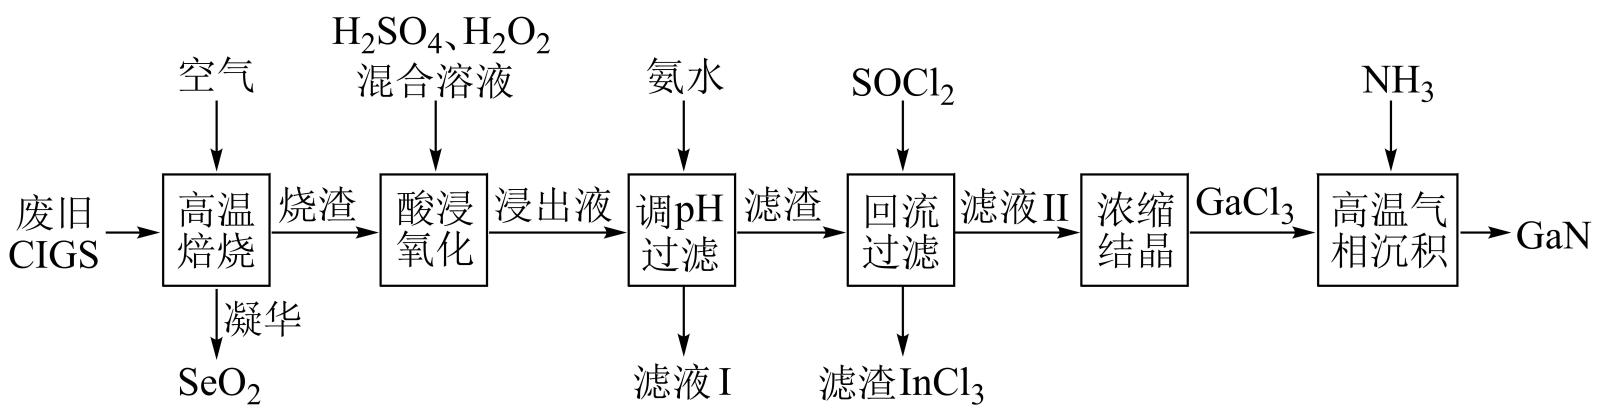 H₂SO₄、H₂O₂
混合溶液
空气
氨水
SOCl₂
NH₃
废旧
CIGS
高温
焙烧
烧渣
酸浸
氧化
浸出液
调pH
过滤
滤渣
回流
过滤
滤液II
浓缩
结晶
GaCl₃
高温气
相沉积
GaN
凝华
SeO₂
滤液I
滤渣InCl₃